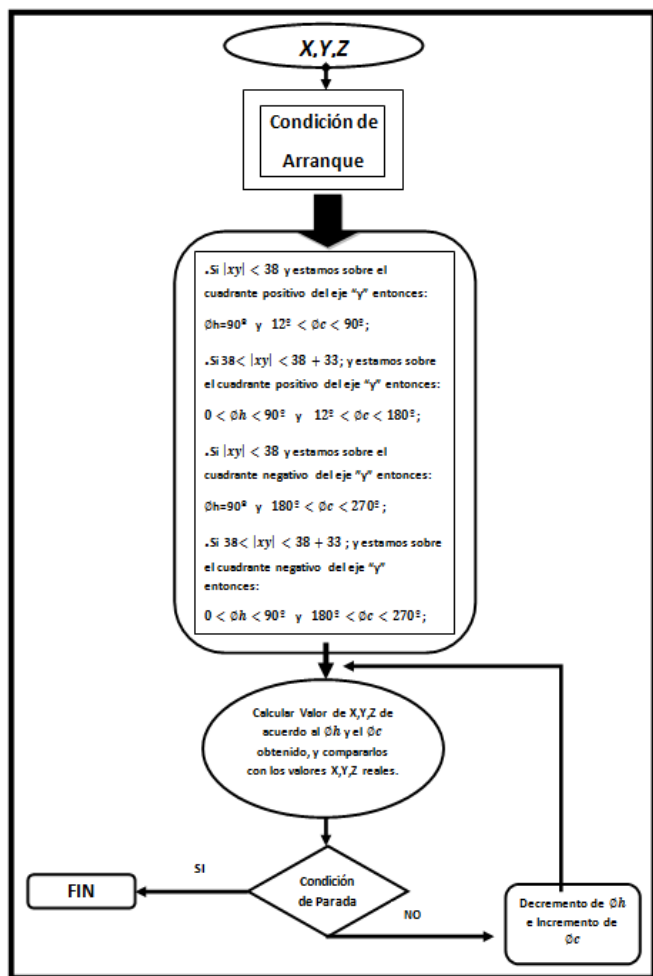 X,Y,Z
Condición de
Arranque
.Si |xy| < 38 y estamos sobre el
cuadrante positivo del eje "y" entonces:
Øh=90º y 12º < Øc < 90º;
.Si 38< |xy| < 38 + 33; y estamos sobre
el cuadrante positivo del eje "y" entonces:
0 < Øh < 90º y 12º < Øc < 180º;
.Si |xy| < 38 y estamos sobre el
cuadrante negativo del eje "y" entonces:
Øh=90º y 180º < Øc < 270º;
.Si 38< |xy| < 38 + 33 ; y estamos sobre
el cuadrante negativo del eje "y"
entonces:
0 < Øh < 90º y 180º < Øc < 270º;
Calcular Valor de X,Y,Z de
acuerdo al Øh y el Øc
obtenido, y compararlos
con los valores X,Y,Z reales.
SI
FIN
Condición
de Parada
NO
Decremento de Øh
e Incremento de
Øc